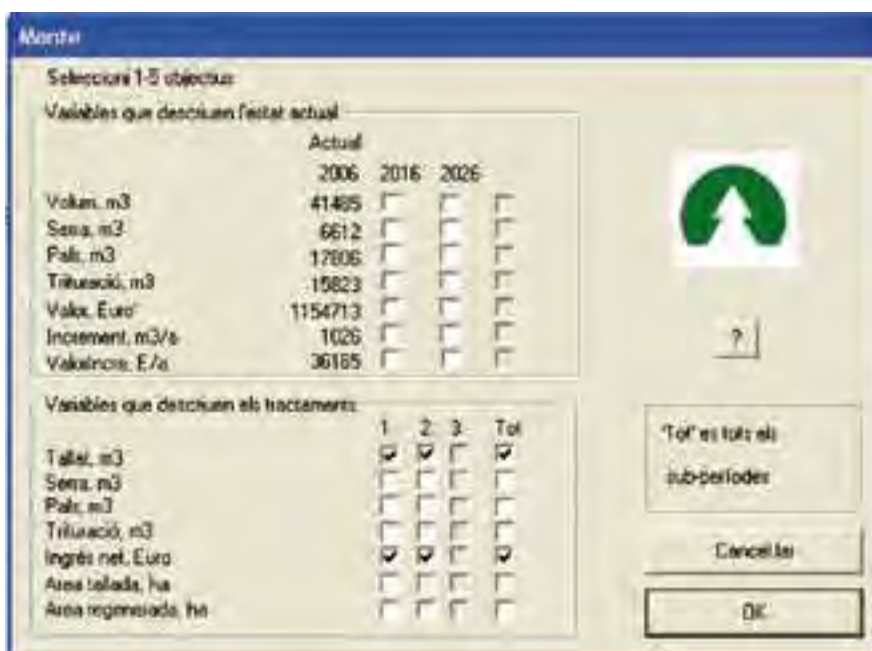 Montvi
Seleccioni 1-5 objectius
Variables que descriuen l'estat actual
Actual
2006 2016 2026
Volum, m3 41485
Serra, m3 6612
Pals, m3 17806
Trituració, m3 15823
Valor, Euro 1154713
Increment, m3/a 1026
Valorincre, E/a 36185
Variables que descriuen els tractaments
1 2 3 Tot
Tallat, m3
Serra, m3
Pals, m3
Trituració, m3
Ingrés net, Euro
Area tallada, ha
Area regenerada, ha
?
'Tot' es tots els
sub-períodes
Cancel.lar
OK